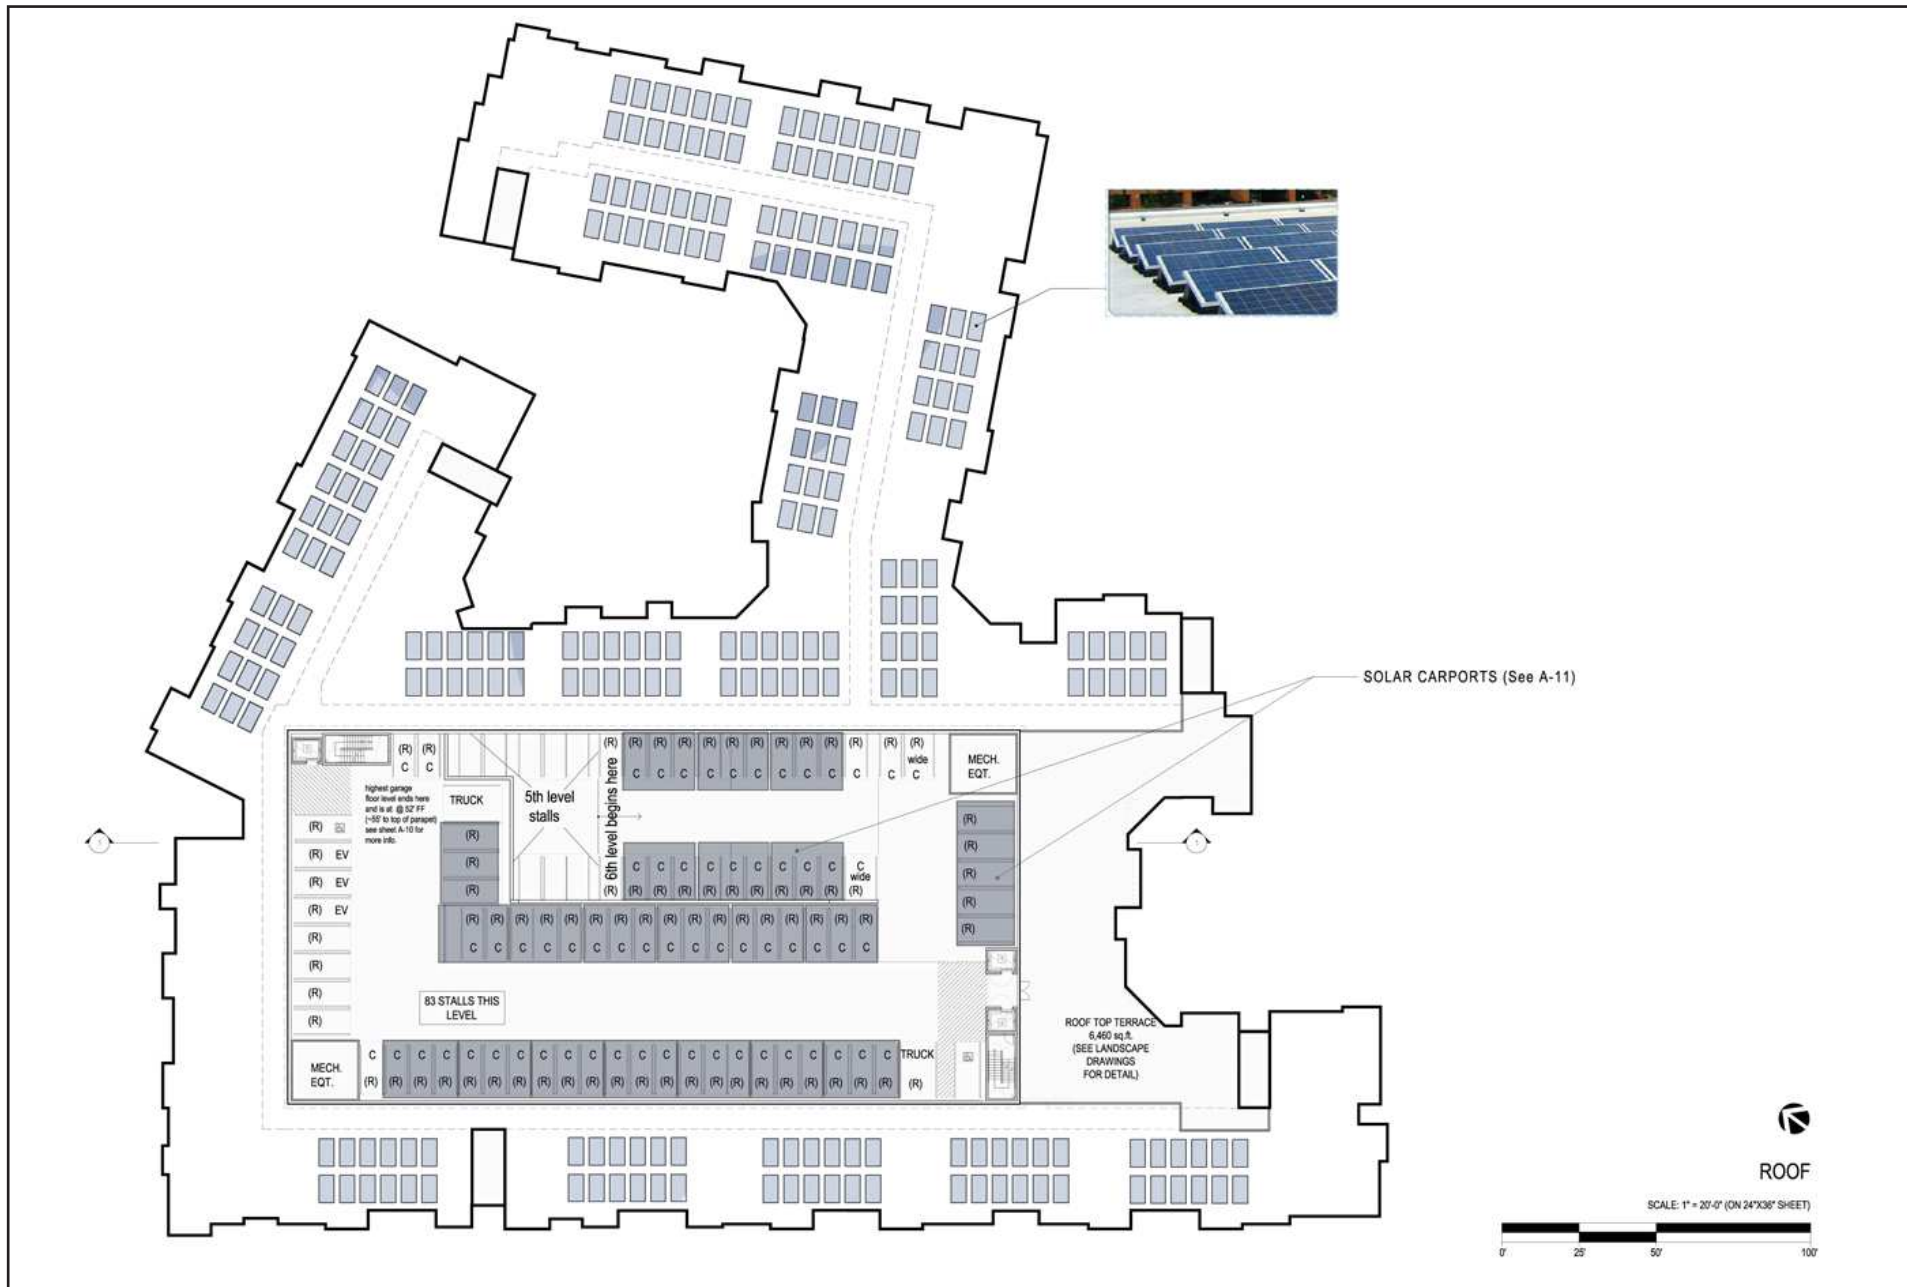 SOLAR CARPORTS (See A-11)
(R) (R) (R) (R) (R) (R) (R) (R) (R) (R) (R) (R) (R) (R) (R)
C C C C C C C C C C C C C wide C
MECH.
EQT.
highest garage
floor level ends here
and is at @ 52' FF
(~55' to top of parapet)
see sheet A-10 for
more info.
TRUCK
5th level
stalls
6th level begins here
(R)
(R)
(R)
(R)
(R) EV
(R) EV
(R) EV
(R)
(R)
(R)
(R)
C C C C C C C C C C
wide
(R) (R) (R) (R) (R) (R) (R) (R) (R) (R) (R)
(R)
(R)
(R)
(R)
(R)
(R) (R) (R) (R) (R) (R) (R) (R) (R) (R) (R) (R) (R) (R) (R) (R) (R)
C C C C C C C C C C C C C C C C C
83 STALLS THIS
LEVEL
ROOF TOP TERRACE
6,460 sq.ft.
(SEE LANDSCAPE
DRAWINGS
FOR DETAIL)
MECH.
EQT.
C C C C C C C C C C C C C C C C C C C C C C TRUCK
(R) (R) (R) (R) (R) (R) (R) (R) (R) (R) (R) (R) (R) (R) (R) (R) (R) (R) (R) (R) (R) (R) (R)
ROOF
SCALE: 1" = 20'-0" (ON 24"X36" SHEET)
0' 25' 50' 100'